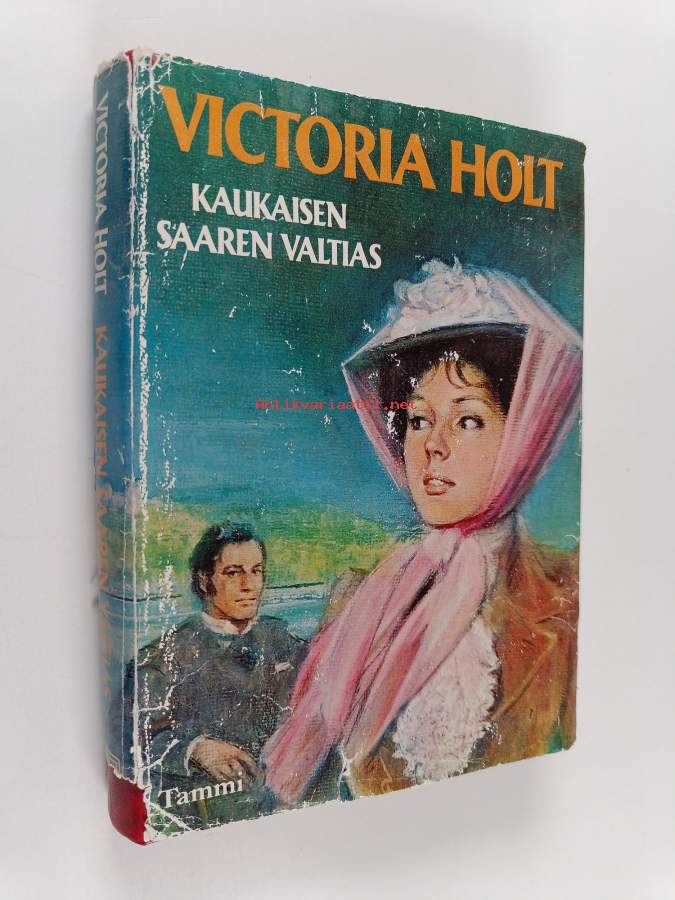 VICTORIA HOLT
KAUKAISEN
SAAREN VALTIAS
Antikvariaatti.net
Tammi
VICTORIA HOLT KAUKAISEN SAAREN VALTIAS